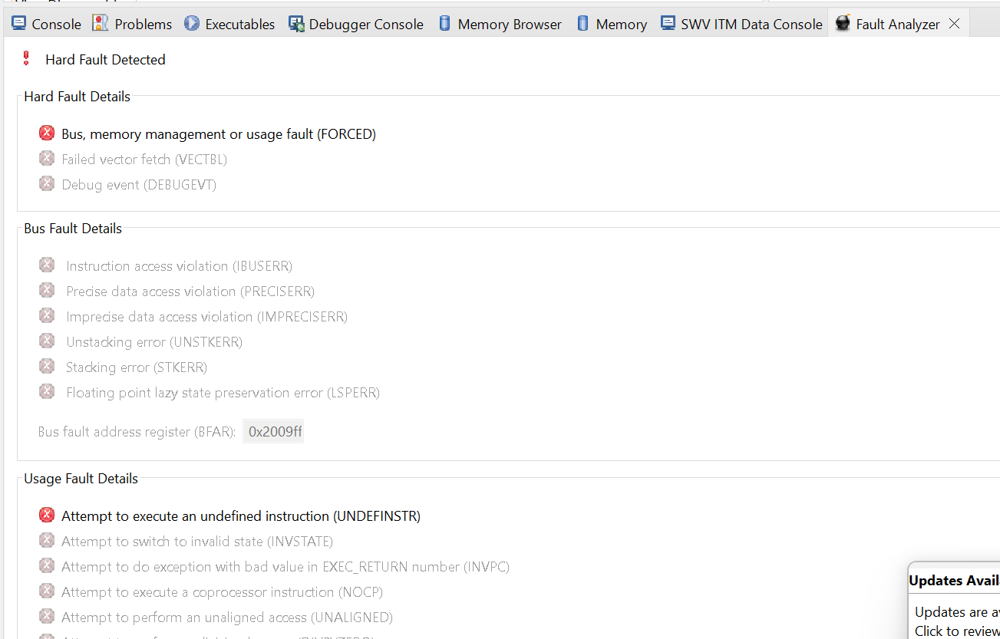 Console Problems Executables Debugger Console Memory Browser Memory SWV ITM Data Console Fault Analyzer
Hard Fault Detected
Hard Fault Details
Bus, memory management or usage fault (FORCED)
Failed vector fetch (VECTBL)
Debug event (DEBUGEVT)
Bus Fault Details
Instruction access violation (IBUSERR)
Precise data access violation (PRECISERR)
Imprecise data access violation (IMPRECISERR)
Unstacking error (UNSTKERR)
Stacking error (STKERR)
Floating point lazy state preservation error (LSPERR)
Bus fault address register (BFAR): 0x2009ff
Usage Fault Details
Attempt to execute an undefined instruction (UNDEFINSTR)
Attempt to switch to invalid state (INVSTATE)
Attempt to do exception with bad value in EXEC_RETURN number (INVPC)
Attempt to execute a coprocessor instruction (NOCP)
Attempt to perform an unaligned access (UNALIGNED)
Updates Avail
Updates are av
Click to review